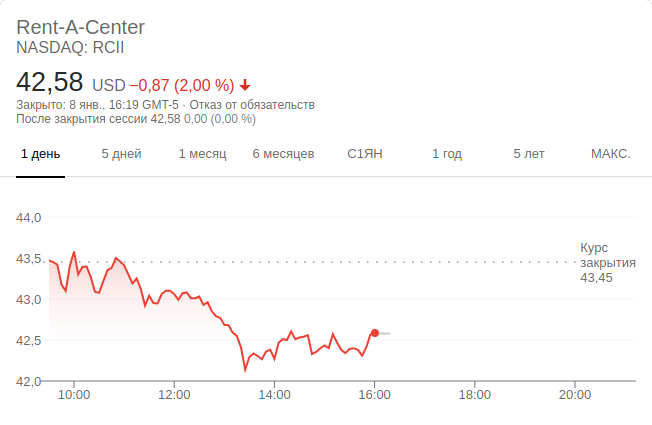 Rent-A-Center
NASDAQ: RCII
42,58 USD −0,87 (2,00 %)
Закрыто: 8 янв., 16:19 GMT-5 · Отказ от обязательств
После закрытия сессии 42,58 0,00 (0,00 %)
1 день 5 дней 1 месяц 6 месяцев С1ЯН 1 год 5 лет МАКС.
44,0
43,5
43,0
42,5
42,0
Курс
закрытия
43,45
10:00 12:00 14:00 16:00 18:00 20:00